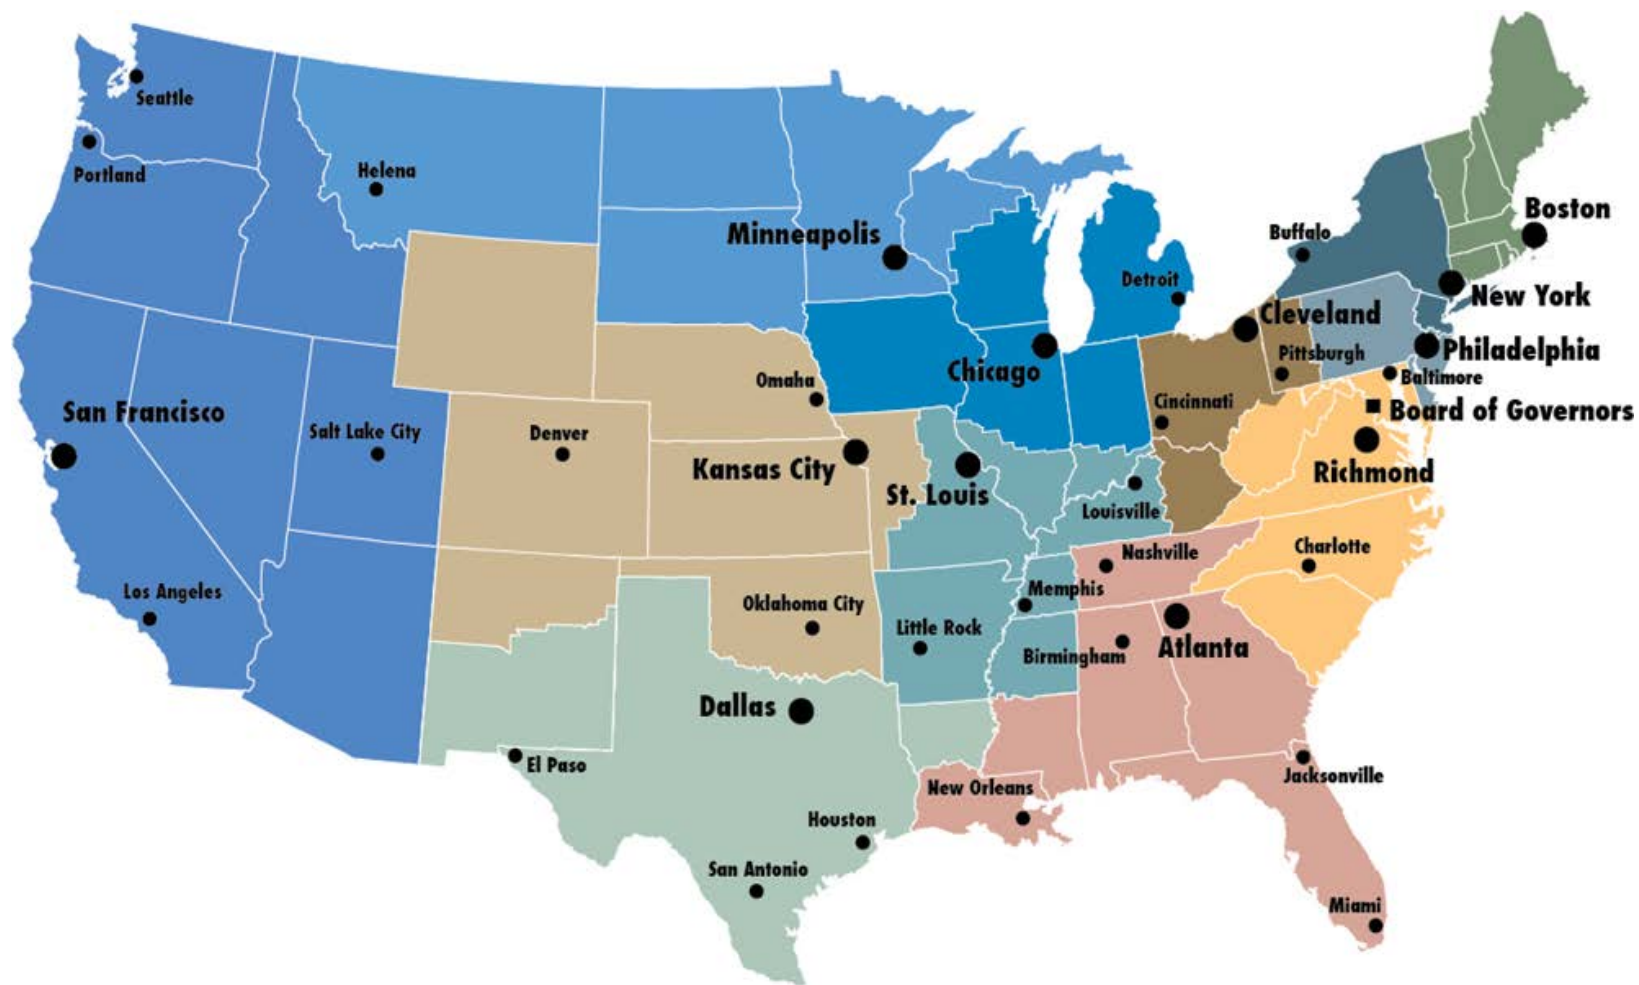 Seattle
Portland
Helena
Minneapolis
Boston
Buffalo
Detroit
New York
Cleveland
Chicago
Pittsburgh
Philadelphia
Omaha
Baltimore
San Francisco
Cincinnati
Board of Governors
Salt Lake City
Denver
Kansas City
Richmond
St. Louis
Louisville
Nashville
Charlotte
Los Angeles
Memphis
Oklahoma City
Little Rock
Birmingham
Atlanta
Dallas
El Paso
Jacksonville
New Orleans
Houston
San Antonio
Miami